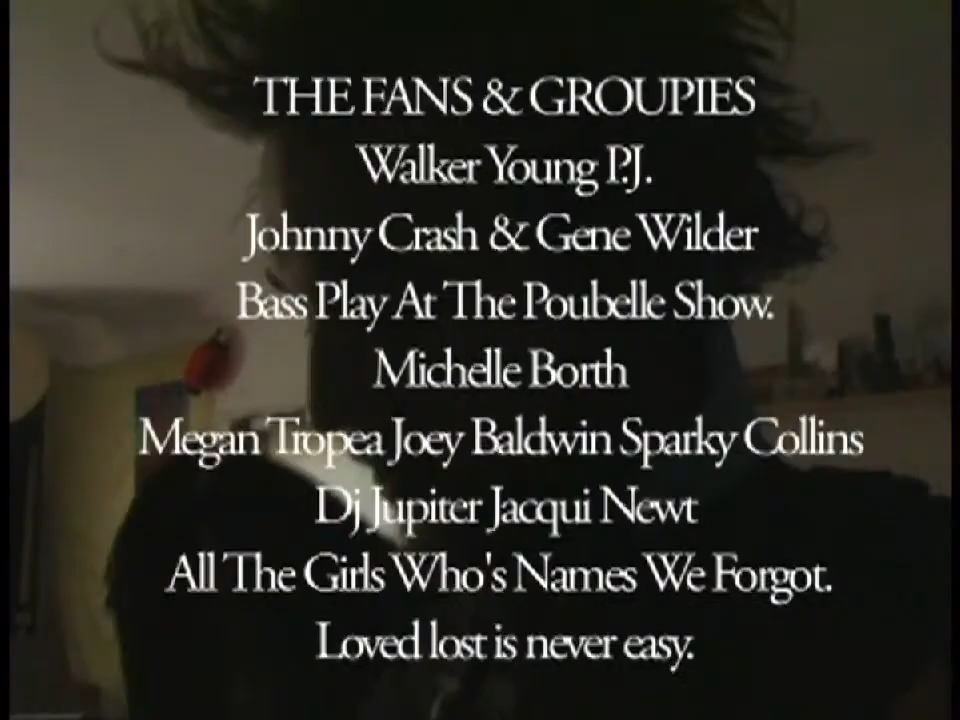 THE FANS & GROUPIES
Walker Young P.J.
Johnny Crash & Gene Wilder
Bass Play At The Poubelle Show.
Michelle Borth
Megan Tropea Joey Baldwin Sparky Collins
Dj Jupiter Jacqui Newt
All The Girls Who's Names We Forgot.
Loved lost is never easy.